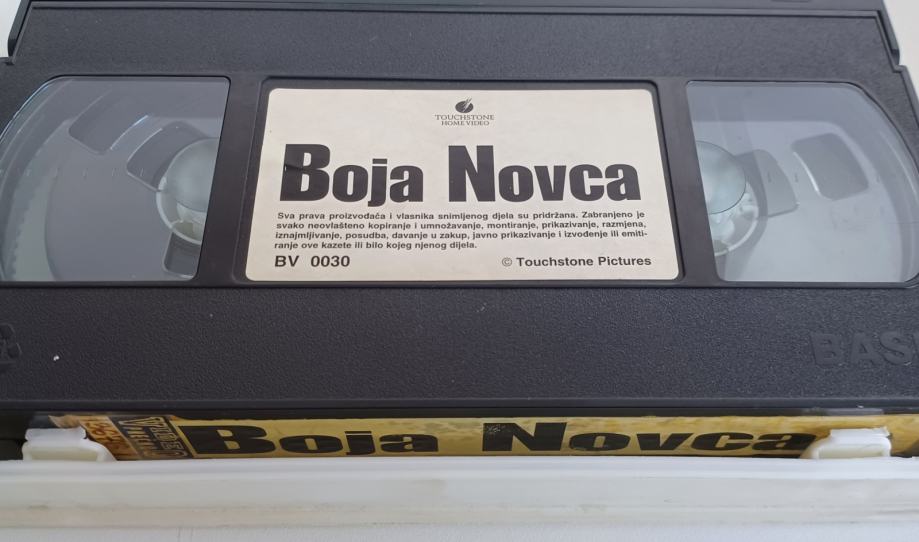 TOUCHSTONE
HOME VIDEO
Boja Novca
Sva prava proizvođača i vlasnika snimljenog djela su pridržana. Zabranjeno je
svako neovlašteno kopiranje i umnožavanje, montiranje, prikazivanje, razmjena,
iznajmljivanje, posudba, davanje u zakup, javno prikazivanje i izvođenje ili emiti-
ranje ove kazete ili bilo kojeg njenog dijela.
BV 0030
© Touchstone Pictures
BAS
Boja Novca